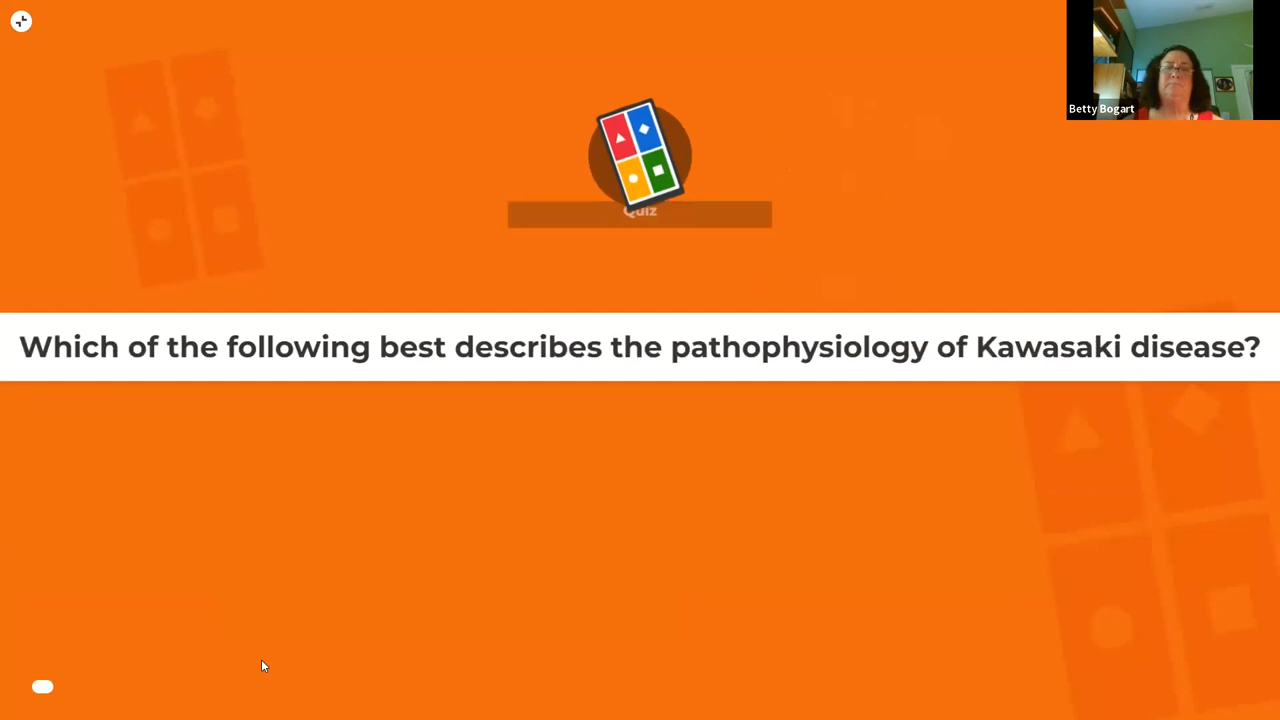 Betty Bogart
Quiz
Which of the following best describes the pathophysiology of Kawasaki disease?